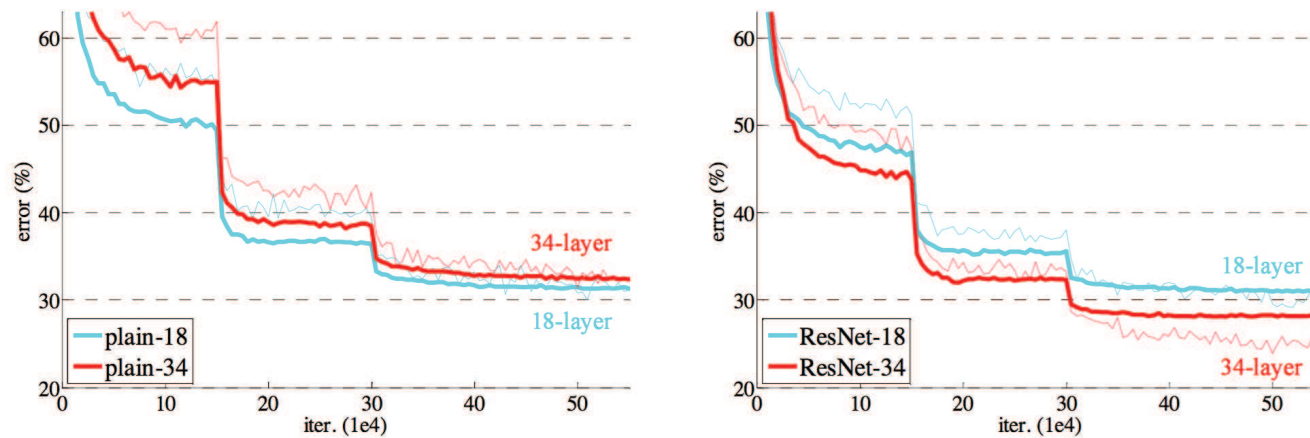 60
50
40
30
20
error (%)
34-layer
18-layer
plain-18
plain-34
0 10 20 30 40 50
iter. (1e4)
60
50
40
30
20
error (%)
18-layer
34-layer
ResNet-18
ResNet-34
0 10 20 30 40 50
iter. (1e4)